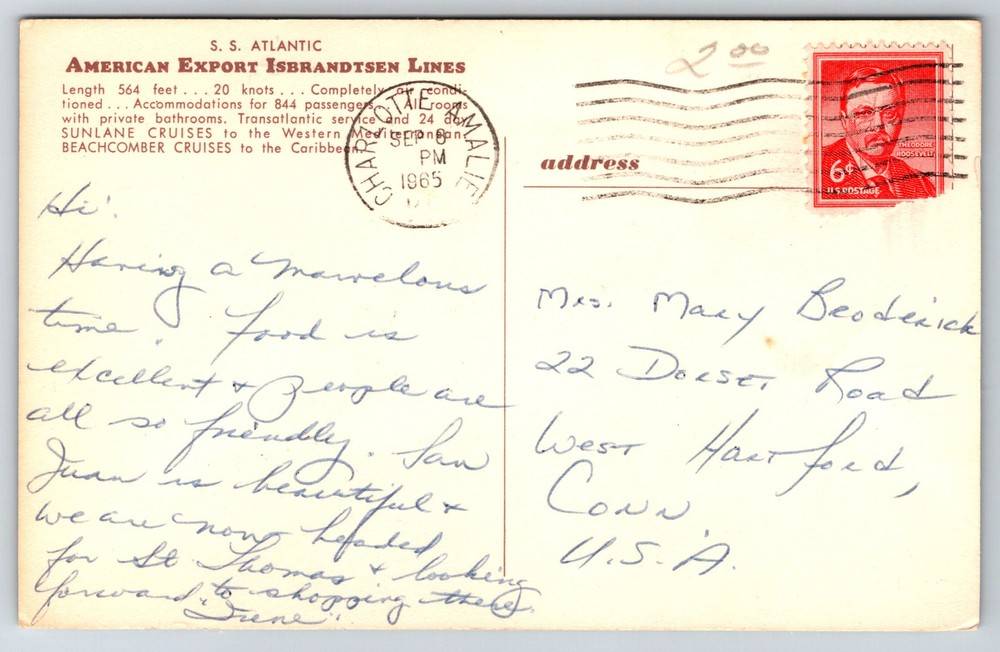 S. S. ATLANTIC
AMERICAN EXPORT ISBRANDTSEN LINES
Length 564 feet . . . 20 knots . . . Completely air condi-
tioned . . . Accommodations for 844 passengers, all rooms
with private bathrooms. Transatlantic service and 24 day
SUNLANE CRUISES to the Western Mediterranean.
BEACHCOMBER CRUISES to the Caribbean.
CHARLOTTE AMALIE
SEP 8
PM
1965
2.00
address
THEODORE
ROOSEVELT
6¢
U.S. POSTAGE
Hi!
Having a marvelous
time. Food is
excellent & people are
all so friendly. San
Juan is beautiful &
we are now headed
for St Thomas & looking
forward to shopping there.
Irene.
Mrs. Mary Broderick
22 Dorset Road
West Hartford,
Conn.
U.S.A.